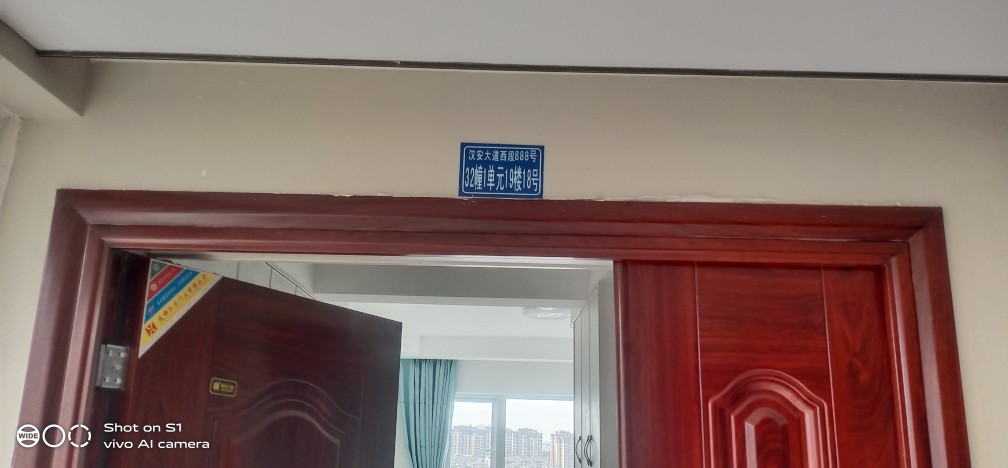 汉安大道西段888号
32幢1单元19楼18号
WIDE
Shot on S1
vivo AI camera